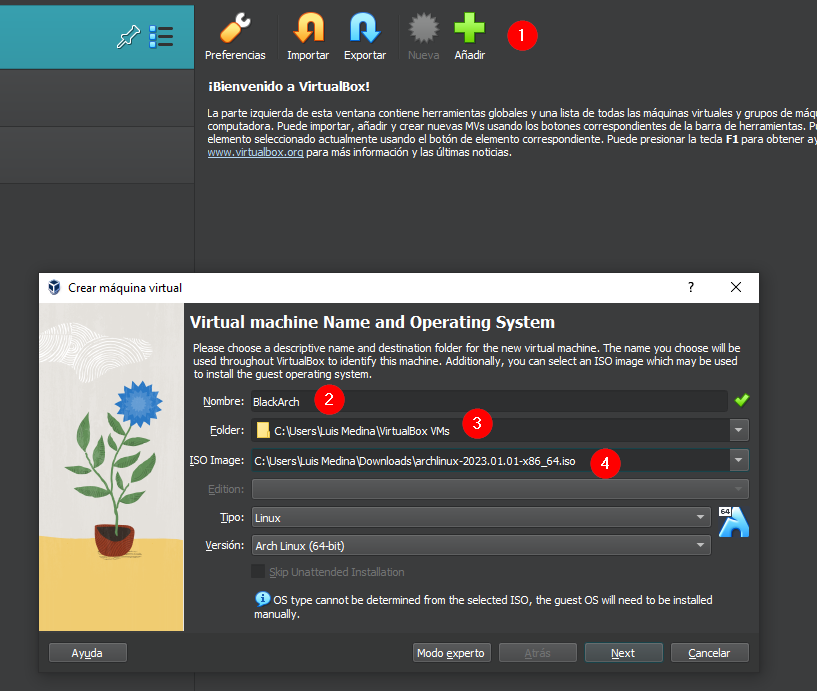 Preferencias Importar Exportar Nueva Añadir 1
¡Bienvenido a VirtualBox!
La parte izquierda de esta ventana contiene herramientas globales y una lista de todas las máquinas virtuales y grupos de
computadora. Puede importar, añadir y crear nuevas MVs usando los botones correspondientes de la barra de herramientas.
elemento seleccionado actualmente usando el botón de elemento correspondiente. Puede presionar la tecla F1 para obtener
www.virtualbox.org para más información y las últimas noticias.
Crear máquina virtual ?
Virtual machine Name and Operating System
Please choose a descriptive name and destination folder for the new virtual machine. The name you choose will be
used throughout VirtualBox to identify this machine. Additionally, you can select an ISO image which may be used
to install the guest operating system.
Nombre: BlackArch 2
Folder: C:\Users\Luis Medina\VirtualBox VMs 3
ISO Image: C:\Users\Luis Medina\Downloads\archlinux-2023.01.01-x86_64.iso 4
Edition:
Tipo: Linux 64
Versión: Arch Linux (64-bit)
Skip Unattended Installation
OS type cannot be determined from the selected ISO, the guest OS will need to be installed
manually.
Ayuda Modo experto Atrás Next Cancelar